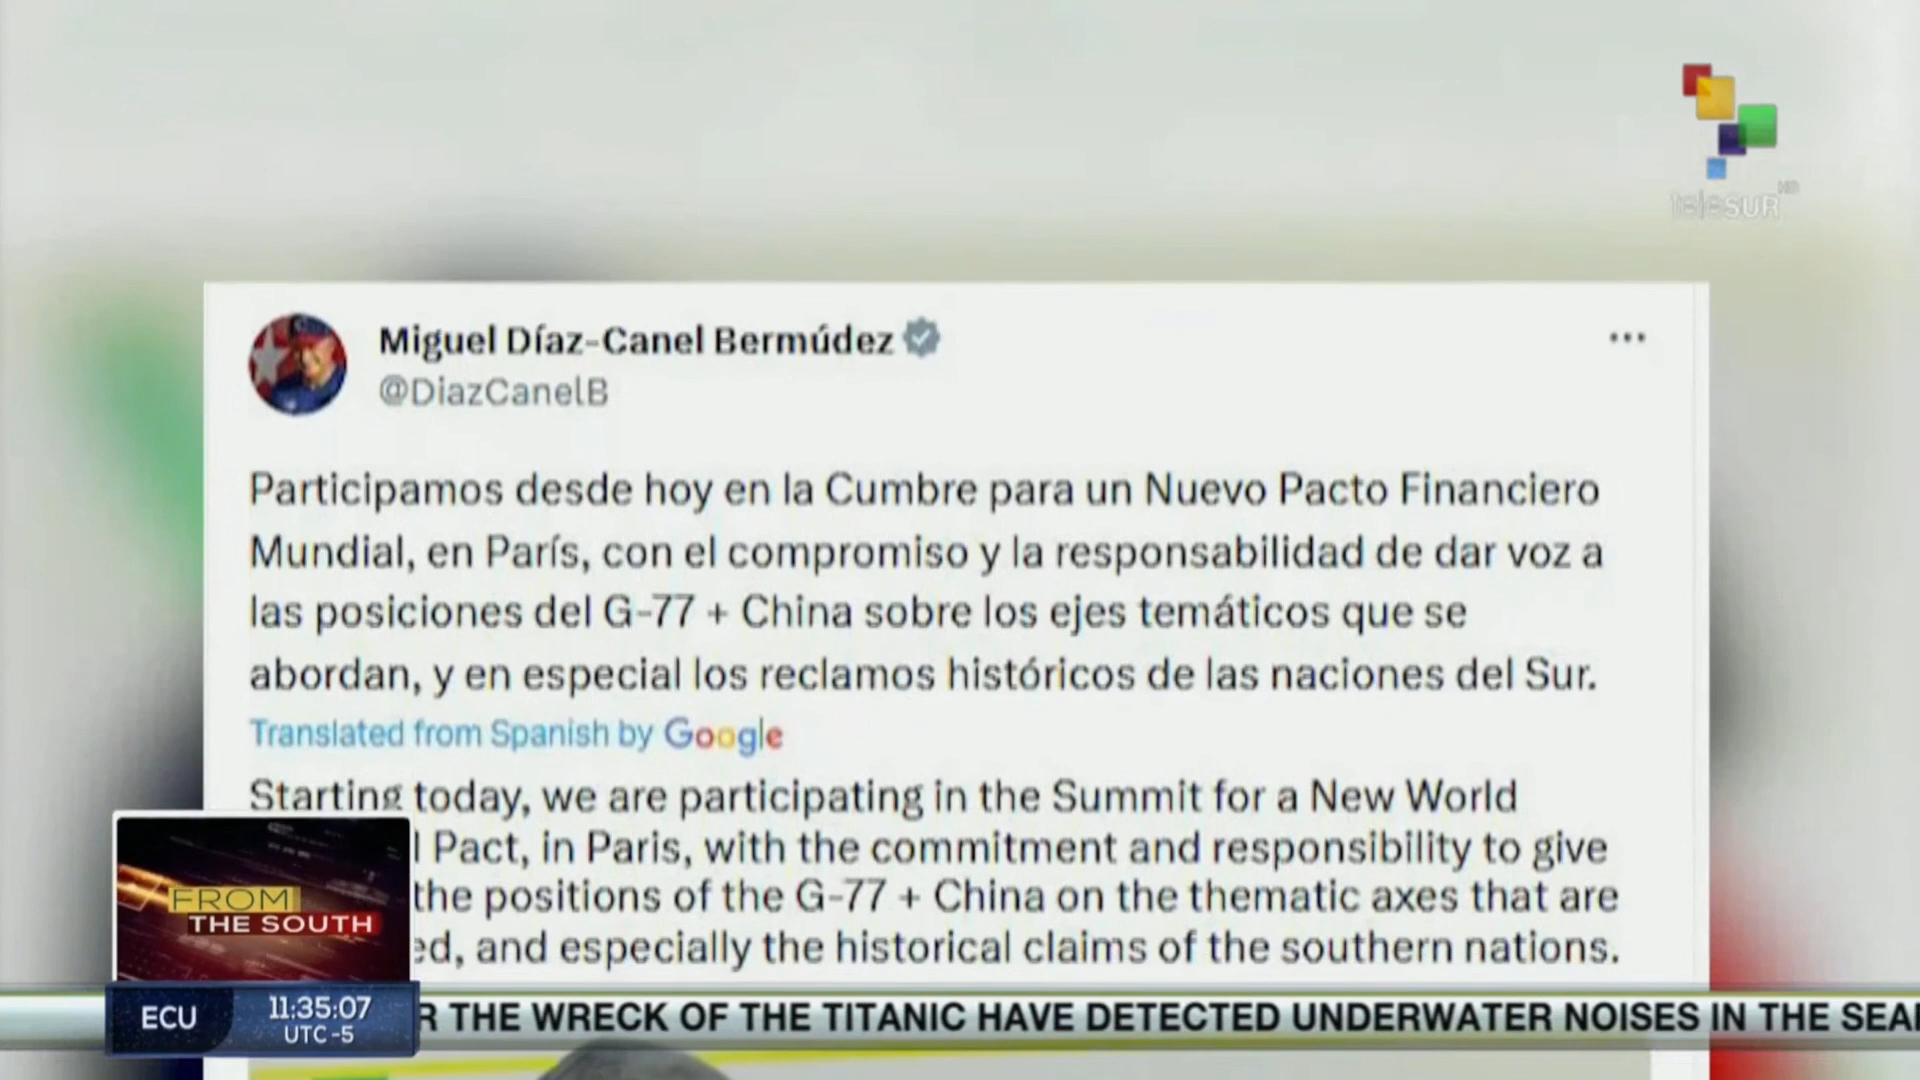 teleSUR HD
Miguel Díaz-Canel Bermúdez
@DiazCanelB
Participamos desde hoy en la Cumbre para un Nuevo Pacto Financiero
Mundial, en París, con el compromiso y la responsabilidad de dar voz a
las posiciones del G-77 + China sobre los ejes temáticos que se
abordan, y en especial los reclamos históricos de las naciones del Sur.
Translated from Spanish by Google
Starting today, we are participating in the Summit for a New World
Pact, in Paris, with the commitment and responsibility to give
the positions of the G-77 + China on the thematic axes that are
and especially the historical claims of the southern nations.
FROM
THE SOUTH
ECU
11:35:07
UTC -5
THE WRECK OF THE TITANIC HAVE DETECTED UNDERWATER NOISES IN THE